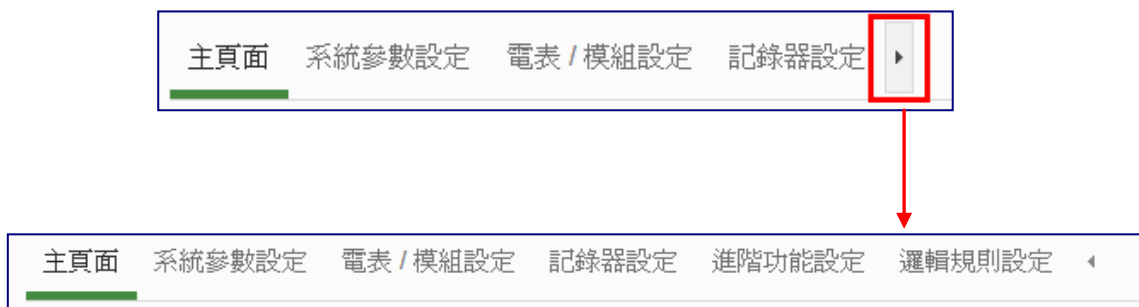 主頁面 系統參數設定 電表 / 模組設定 記錄器設定
主頁面 系統參數設定 電表 / 模組設定 記錄器設定 進階功能設定 邏輯規則設定